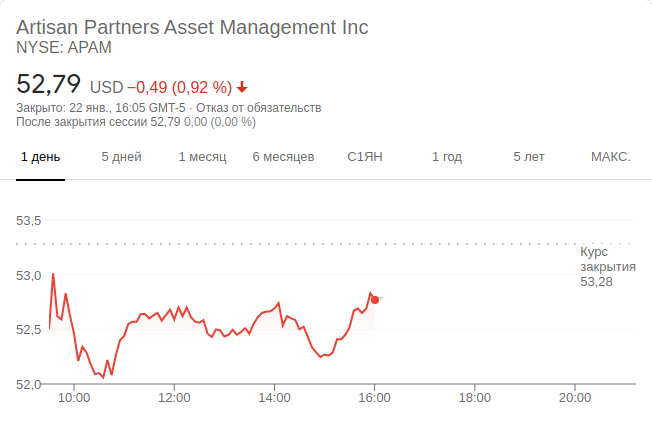 Artisan Partners Asset Management Inc
NYSE: APAM
52,79 USD −0,49 (0,92 %)
Закрыто: 22 янв., 16:05 GMT-5 · Отказ от обязательств
После закрытия сессии 52,79 0,00 (0,00 %)
1 день 5 дней 1 месяц 6 месяцев С1ЯН 1 год 5 лет МАКС.
53,5
Курс
закрытия
53,28
53,0
52,5
52,0
10:00 12:00 14:00 16:00 18:00 20:00